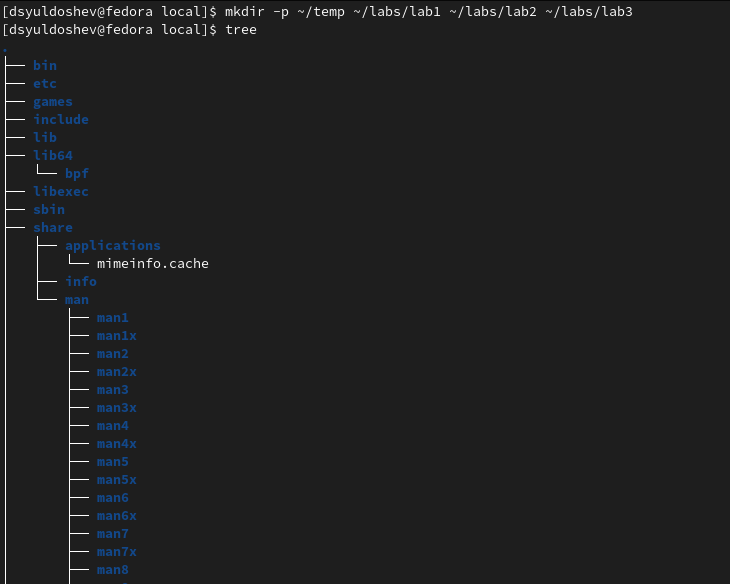 [dsyuldoshev@fedora local]$ mkdir -p ~/temp ~/labs/lab1 ~/labs/lab2 ~/labs/lab3
[dsyuldoshev@fedora local]$ tree
.
├── bin
├── etc
├── games
├── include
├── lib
├── lib64
│   └── bpf
├── libexec
├── sbin
├── share
│   ├── applications
│   │   └── mimeinfo.cache
│   ├── info
│   └── man
│       ├── man1
│       ├── man1x
│       ├── man2
│       ├── man2x
│       ├── man3
│       ├── man3x
│       ├── man4
│       ├── man4x
│       ├── man5
│       ├── man5x
│       ├── man6
│       ├── man6x
│       ├── man7
│       ├── man7x
│       ├── man8